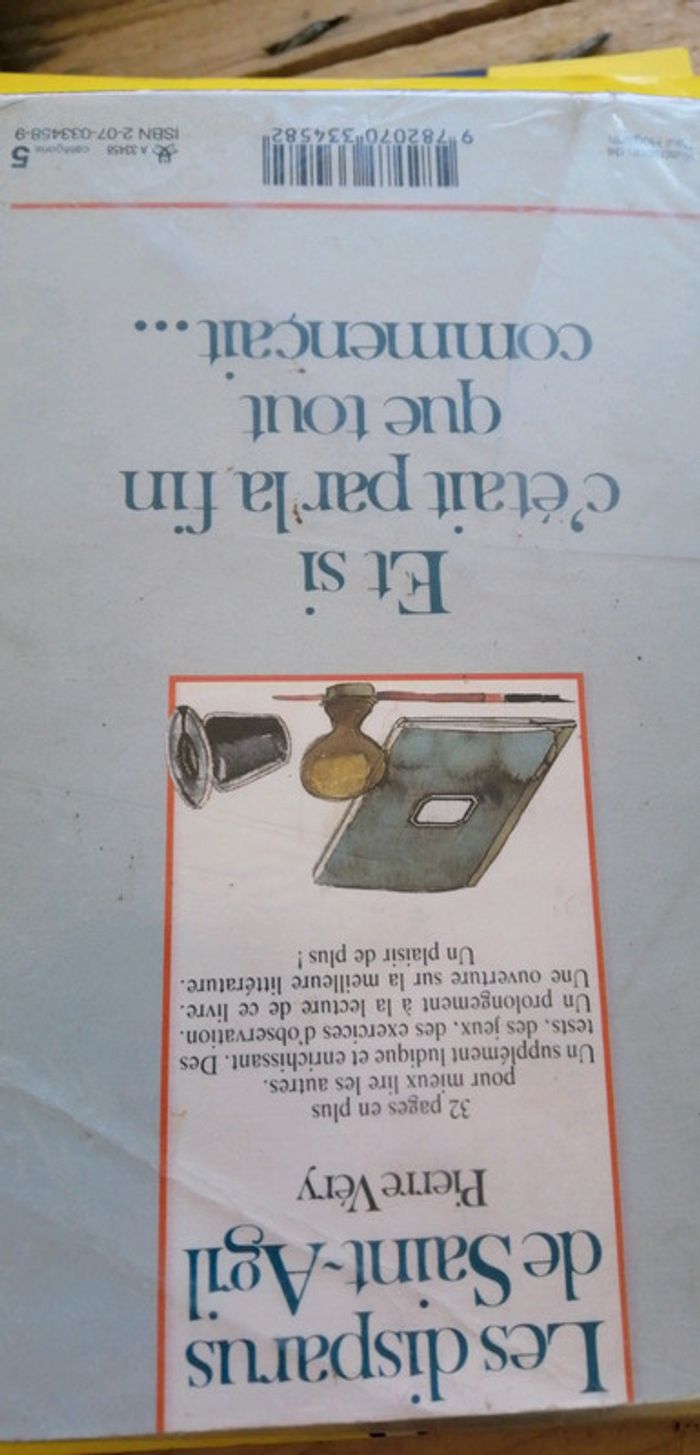 Les disparus
de Saint-Agil
Pierre Véry
32 pages en plus
pour mieux lire les autres.
Un supplément ludique et enrichissant. Des
tests, des jeux, des exercices d'observation.
Un prolongement à la lecture de ce livre.
Une ouverture sur la meilleure littérature.
Un plaisir de plus !
Et si
c'était par la fin
que tout
commençait...
9 782070 334582
A 33458 catégorie 5
ISBN 2-07-033458-9